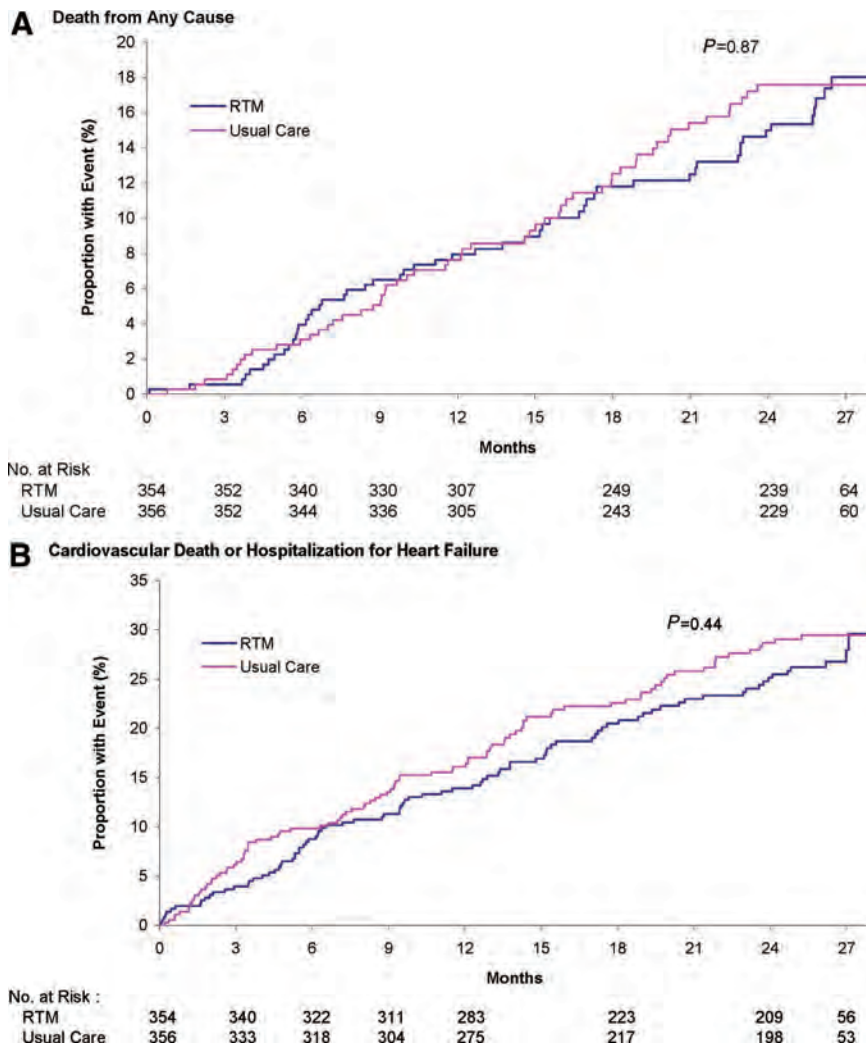 A Death from Any Cause
P=0.87
RTM
Usual Care
Proportion with Event (%)
20
18
16
14
12
10
8
6
4
2
0
0 3 6 9 12 15 18 21 24 27
Months
No. at Risk
RTM 354 352 340 330 307 249 239 64
Usual Care 356 352 344 336 305 243 229 60
B Cardiovascular Death or Hospitalization for Heart Failure
P=0.44
RTM
Usual Care
Proportion with Event (%)
35
30
25
20
15
10
5
0
0 3 6 9 12 15 18 21 24 27
Months
No. at Risk :
RTM 354 340 322 311 283 223 209 56
Usual Care 356 333 318 304 275 217 198 53